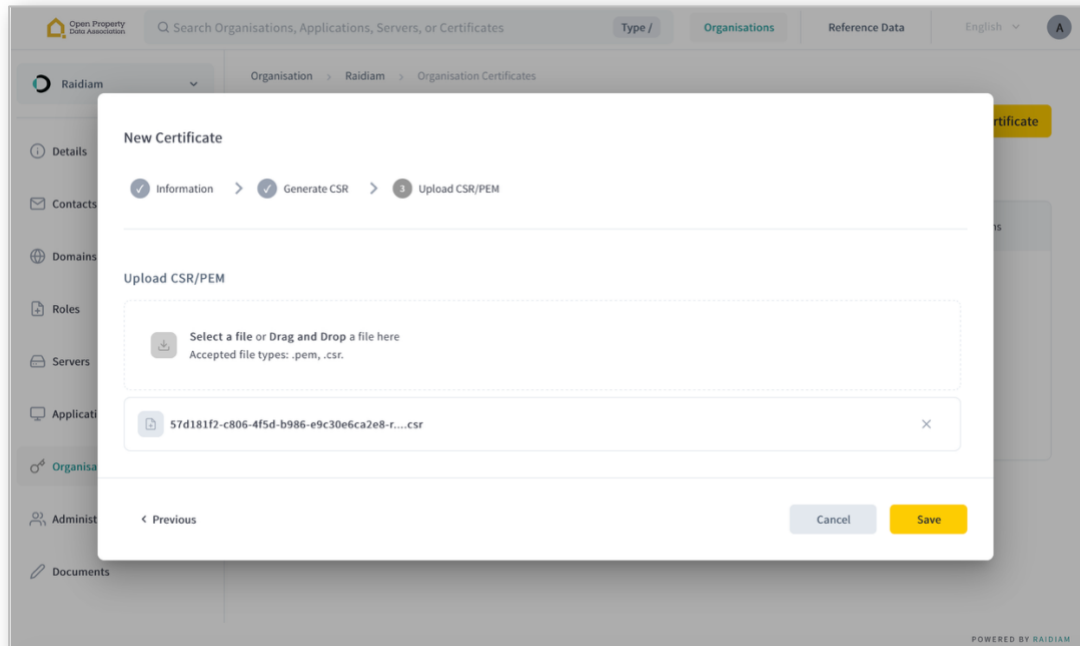 Open Property
Data Association
Search Organisations, Applications, Servers, or Certificates
Type /
Organisations
Reference Data
English
A
Raidiam
Organisation > Raidiam > Organisation Certificates
rtificate
Details
Contacts
Domains
Roles
Servers
Applicati
Organisa
Administ
Documents
ns
New Certificate
Information > Generate CSR > 3 Upload CSR/PEM
Upload CSR/PEM
Select a file or Drag and Drop a file here
Accepted file types: .pem, .csr.
57d181f2-c806-4f5d-b986-e9c30e6ca2e8-r....csr
< Previous
Cancel
Save
POWERED BY RAIDIAM